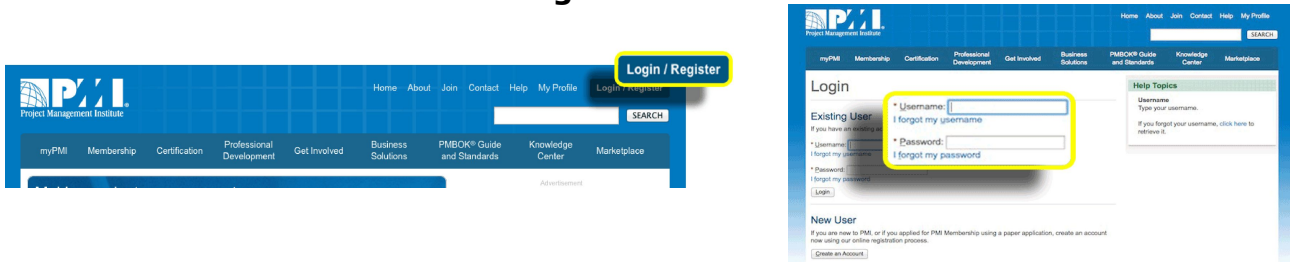 Login / Register
PMI
Project Management Institute
Home About Join Contact Help My Profile Login / Register
SEARCH
myPMI Membership Certification Professional Development Get Involved Business Solutions PMBOK® Guide and Standards Knowledge Center Marketplace
Advertisement
PMI
Project Management Institute
Home About Join Contact Help My Profile
SEARCH
myPMI Membership Certification Professional Development Get Involved Business Solutions PMBOK® Guide and Standards Knowledge Center Marketplace
Login
Existing User
If you have an existing
* Username:
I forgot my username
* Password:
I forgot my password
Login
* Username:
I forgot my username
* Password:
I forgot my password
New User
If you are new to PMI, or if you applied for PMI Membership using a paper application, create an account
now using our online registration process.
Create an Account
Help Topics
Username
Type your username.
If you forgot your username, click here to
retrieve it.